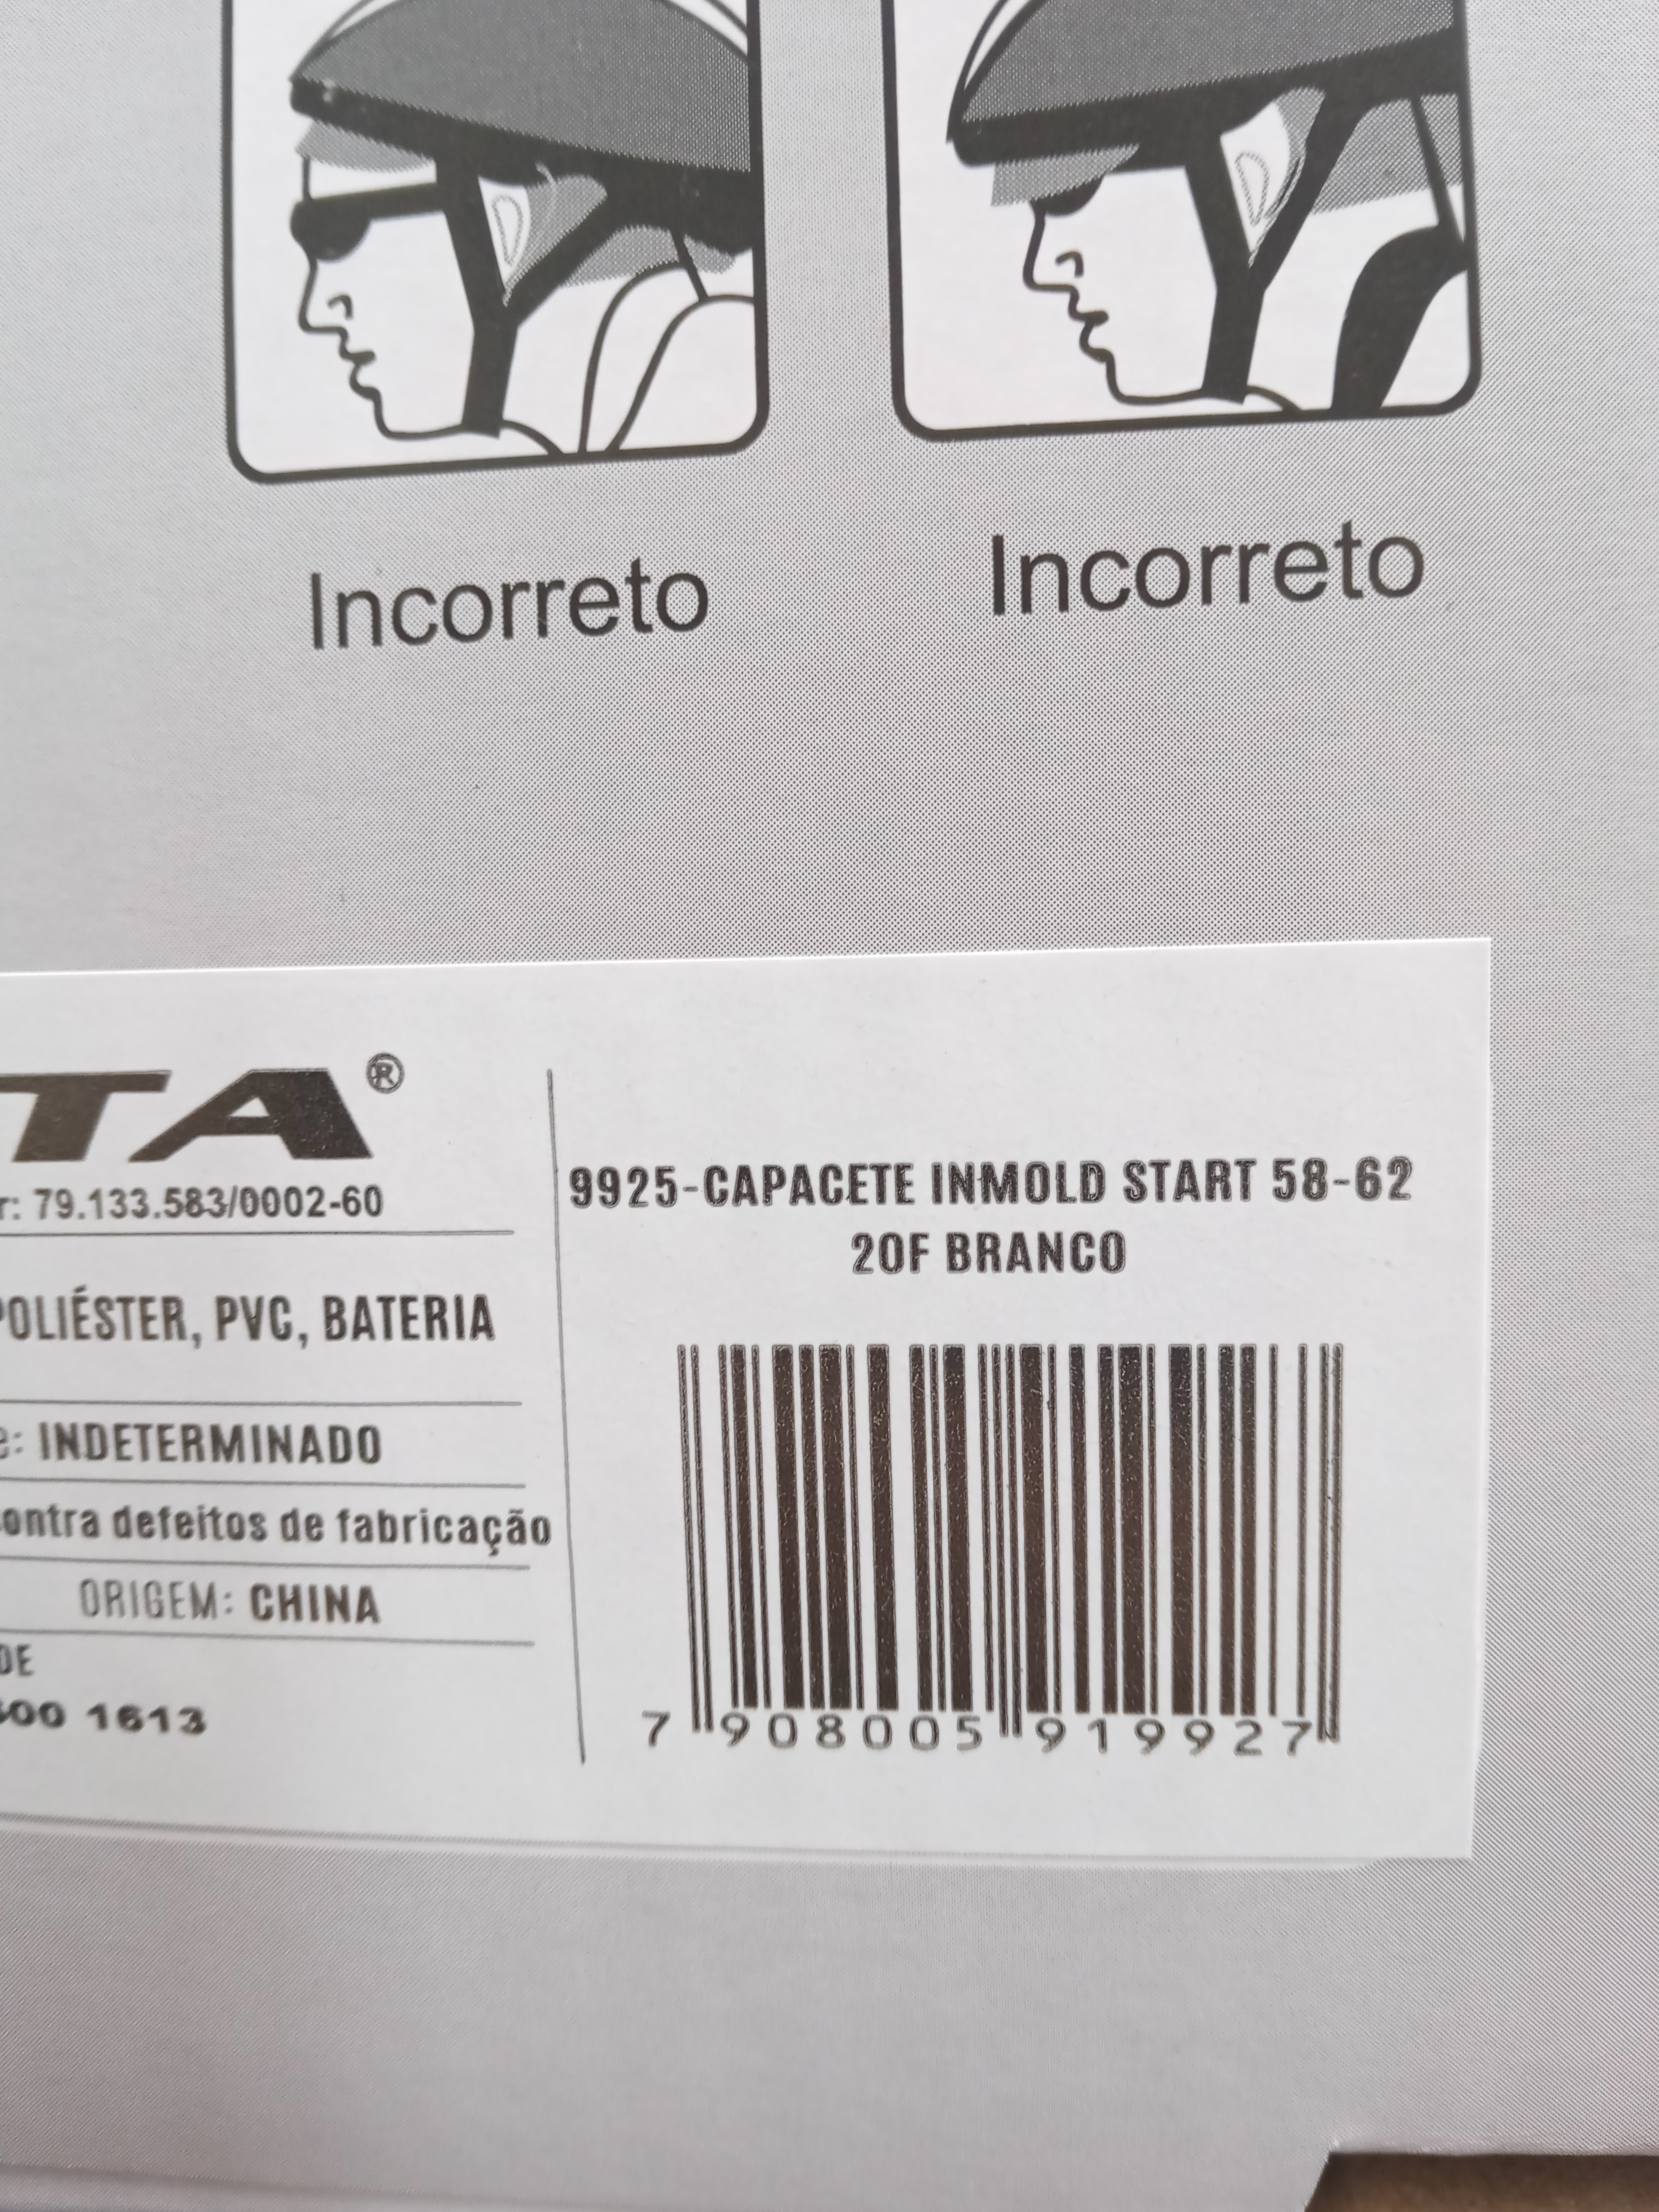 Incorreto Incorreto
TA®
r: 79.133.583/0002-60
POLIÉSTER, PVC, BATERIA
e: INDETERMINADO
contra defeitos de fabricação
ORIGEM: CHINA
DE
1613
9925-CAPACETE INMOLD START 58-62
20F BRANCO
7 908005 919927